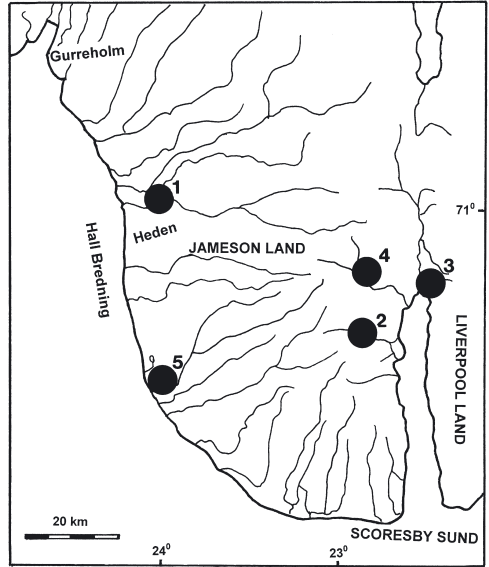 Gurreholm
1
71°
Hall Bredning
Heden
JAMESON LAND
4
3
2
LIVERPOOL LAND
5
20 km
SCORESBY SUND
24°
23°